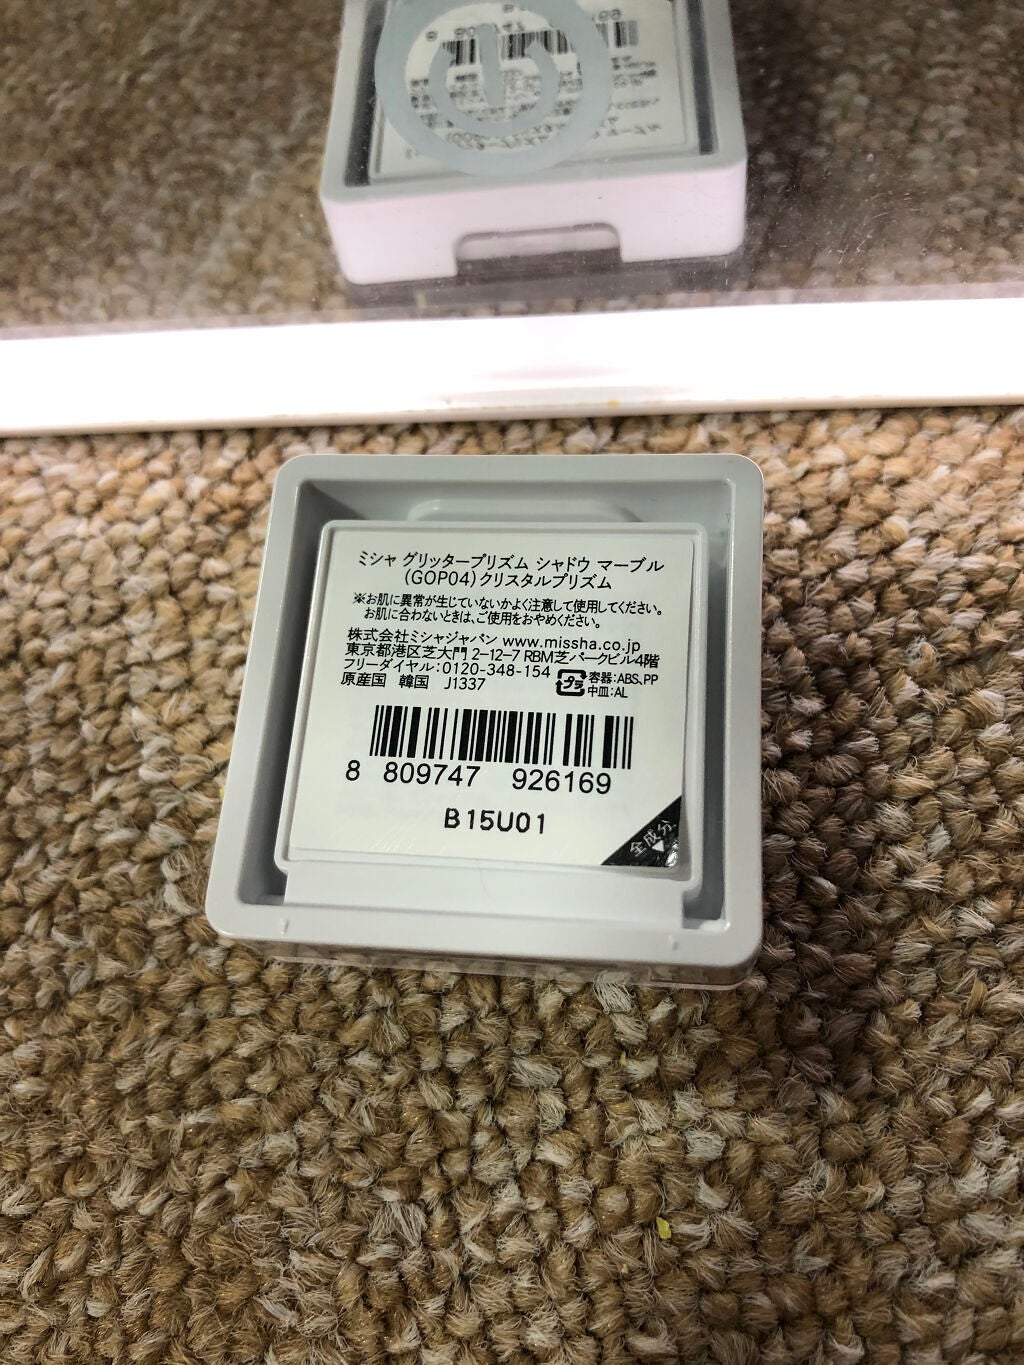 ミシャ グリッタープリズム シャドウ マーブル
(GOP04)クリスタルプリズム
※お肌に異常が生じていないかよく注意して使用してください。
お肌に合わないときは、ご使用をおやめください。
株式会社ミシャジャパン www.missha.co.jp
東京都港区芝大門 2-12-7 RBM芝パークビル4階
フリーダイヤル:0120-348-154
原産国 韓国 J1337
プラ
容器:ABS,PP
中皿:AL
8 809747 926169
B15U01
全成分